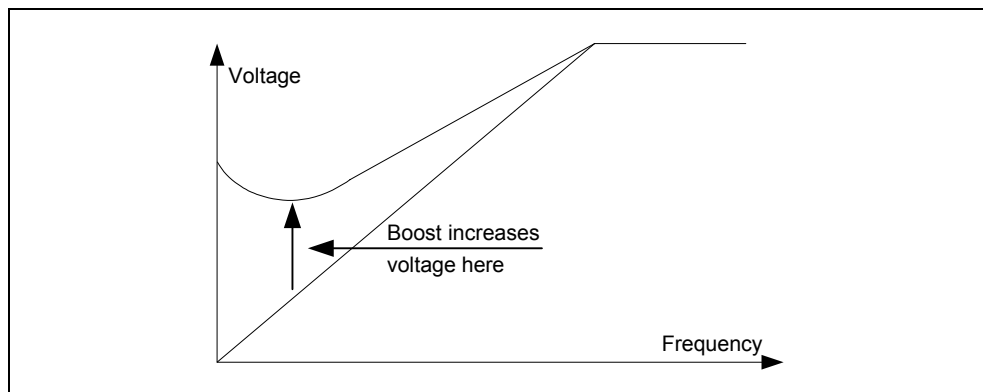 Voltage
Boost increases
voltage here
Frequency